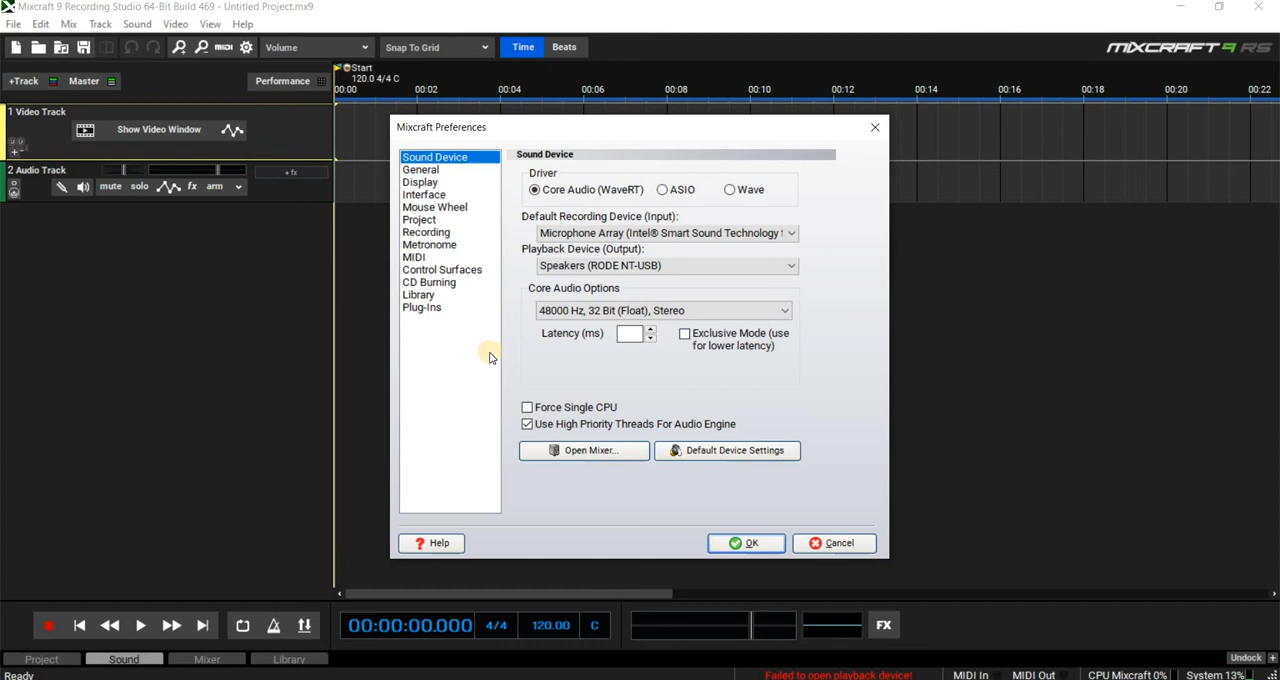 Mixcraft 9 Recording Studio 64-Bit Build 469 - Untitled Project.mx9
File Edit Mix Track Sound Video View Help
MIDI Volume Snap To Grid Time Beats MIXCRAFT 9 RS
+Track Master Performance Start
120.0 4/4 C
00:00 00:02 00:04 00:06 00:08 00:10 00:12 00:14 00:16 00:18 00:20 00:22
1 Video Track
Show Video Window
2 Audio Track +fx
mute solo fx arm
Mixcraft Preferences
Sound Device
General
Display
Interface
Mouse Wheel
Project
Recording
Metronome
MIDI
Control Surfaces
CD Burning
Library
Plug-Ins
Sound Device
Driver
Core Audio (WaveRT) ASIO Wave
Default Recording Device (Input):
Microphone Array (Intel® Smart Sound Technology
Playback Device (Output):
Speakers (RODE NT-USB)
Core Audio Options
48000 Hz, 32 Bit (Float), Stereo
Latency (ms) Exclusive Mode (use
for lower latency)
Force Single CPU
Use High Priority Threads For Audio Engine
Open Mixer... Default Device Settings
? Help OK Cancel
00:00:00.000 4/4 120.00 C FX
Project Sound Mixer Library Undock +
Ready Failed to open playback device! MIDI In MIDI Out CPU Mixcraft 0% System 13%